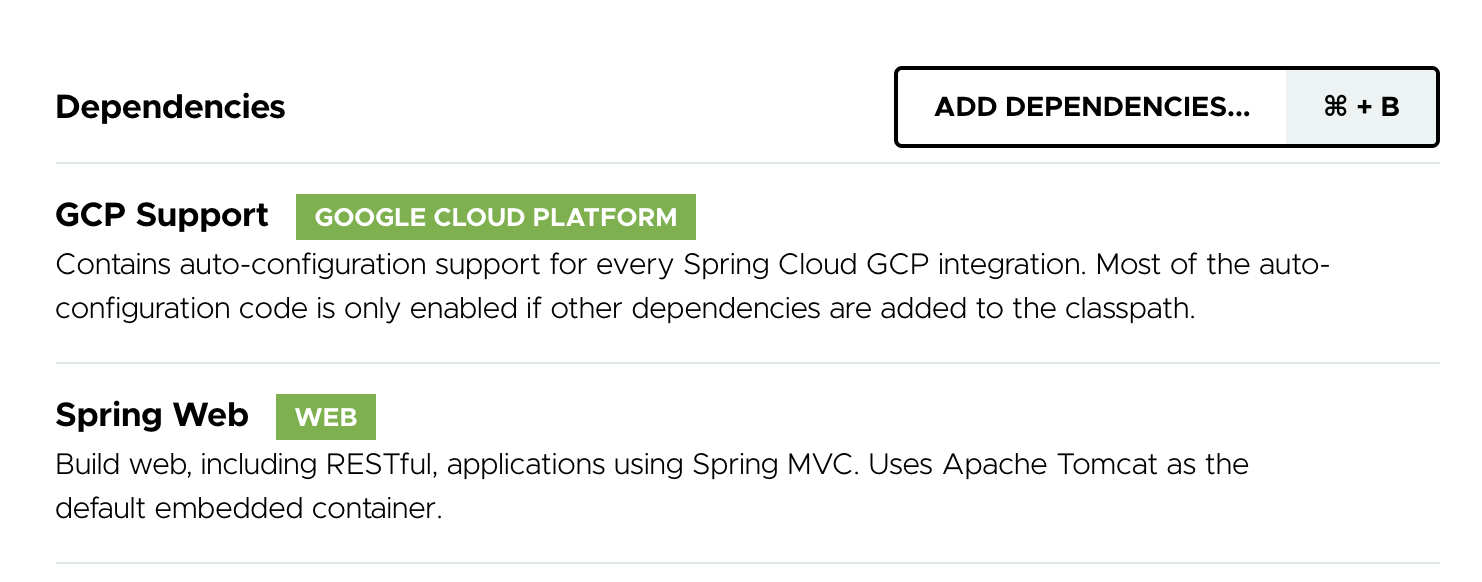 Dependencies
ADD DEPENDENCIES... ⌘ + B
GCP Support GOOGLE CLOUD PLATFORM
Contains auto-configuration support for every Spring Cloud GCP integration. Most of the auto-
configuration code is only enabled if other dependencies are added to the classpath.
Spring Web WEB
Build web, including RESTful, applications using Spring MVC. Uses Apache Tomcat as the
default embedded container.